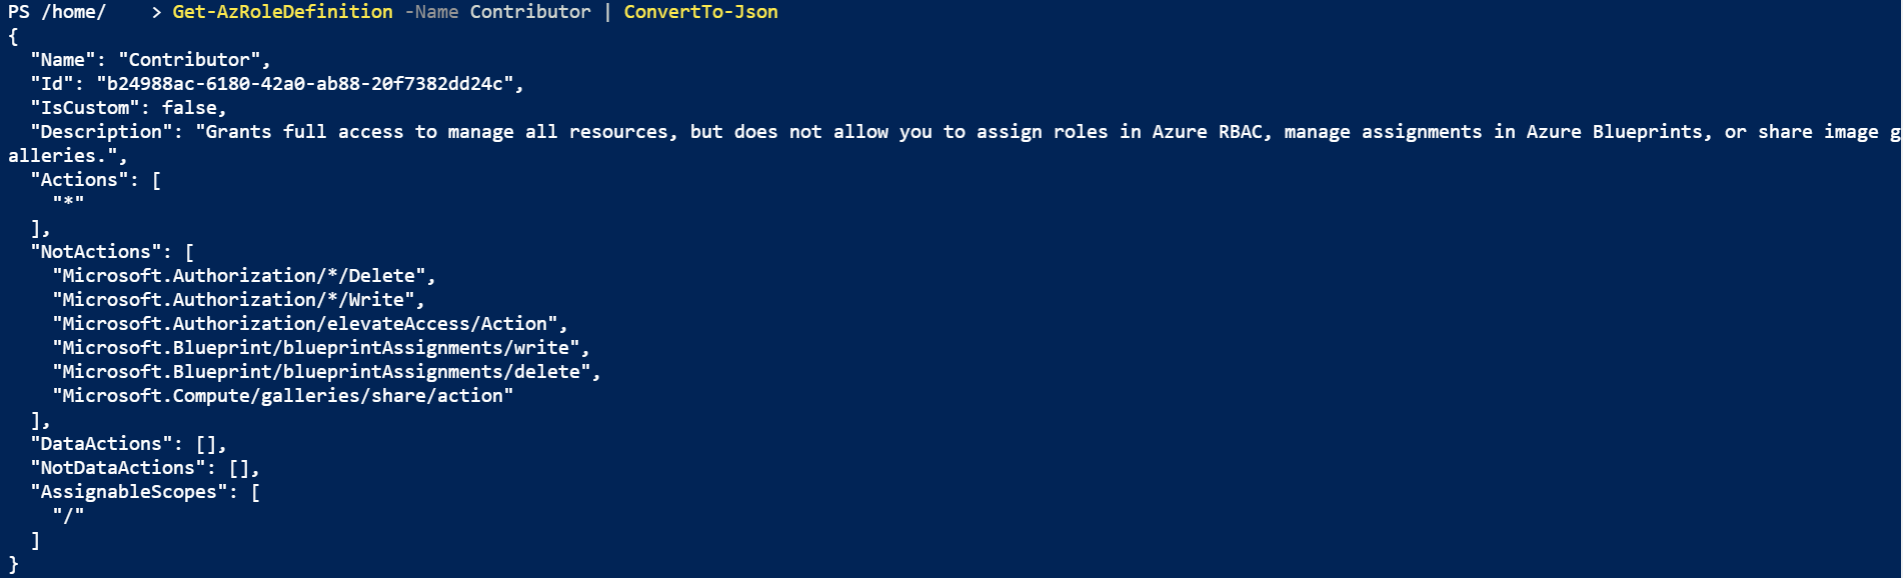 PS /home/    > Get-AzRoleDefinition -Name Contributor | ConvertTo-Json
{
  "Name": "Contributor",
  "Id": "b24988ac-6180-42a0-ab88-20f7382dd24c",
  "IsCustom": false,
  "Description": "Grants full access to manage all resources, but does not allow you to assign roles in Azure RBAC, manage assignments in Azure Blueprints, or share image g
alleries.",
  "Actions": [
    "*"
  ],
  "NotActions": [
    "Microsoft.Authorization/*/Delete",
    "Microsoft.Authorization/*/Write",
    "Microsoft.Authorization/elevateAccess/Action",
    "Microsoft.Blueprint/blueprintAssignments/write",
    "Microsoft.Blueprint/blueprintAssignments/delete",
    "Microsoft.Compute/galleries/share/action"
  ],
  "DataActions": [],
  "NotDataActions": [],
  "AssignableScopes": [
    "/"
  ]
}